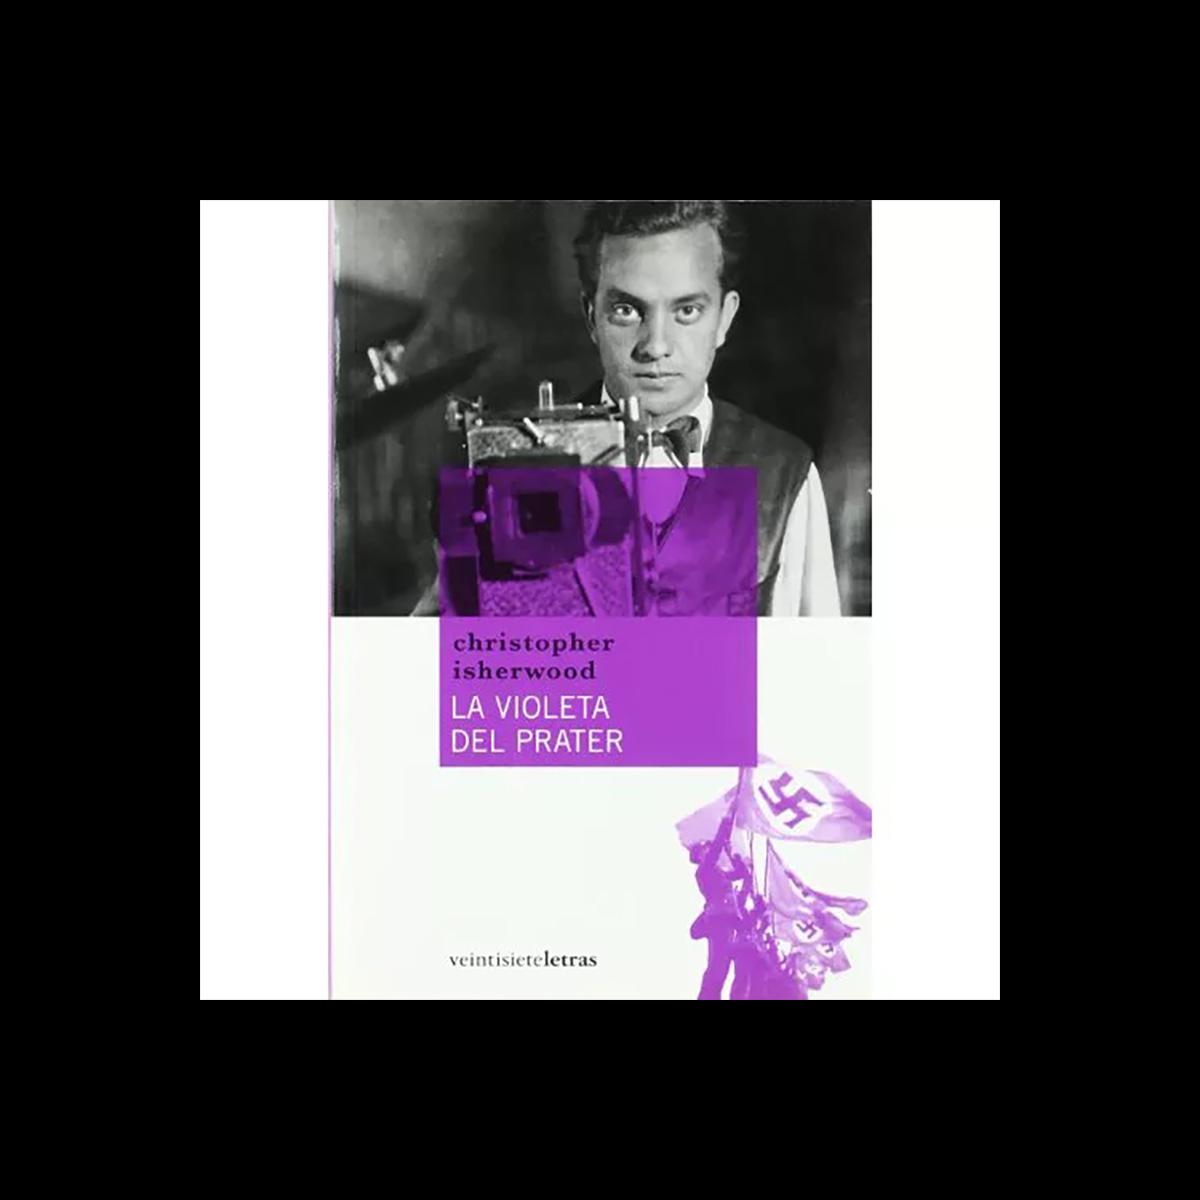 christopher
isherwood
LA VIOLETA
DEL PRATER
veintisieteletras